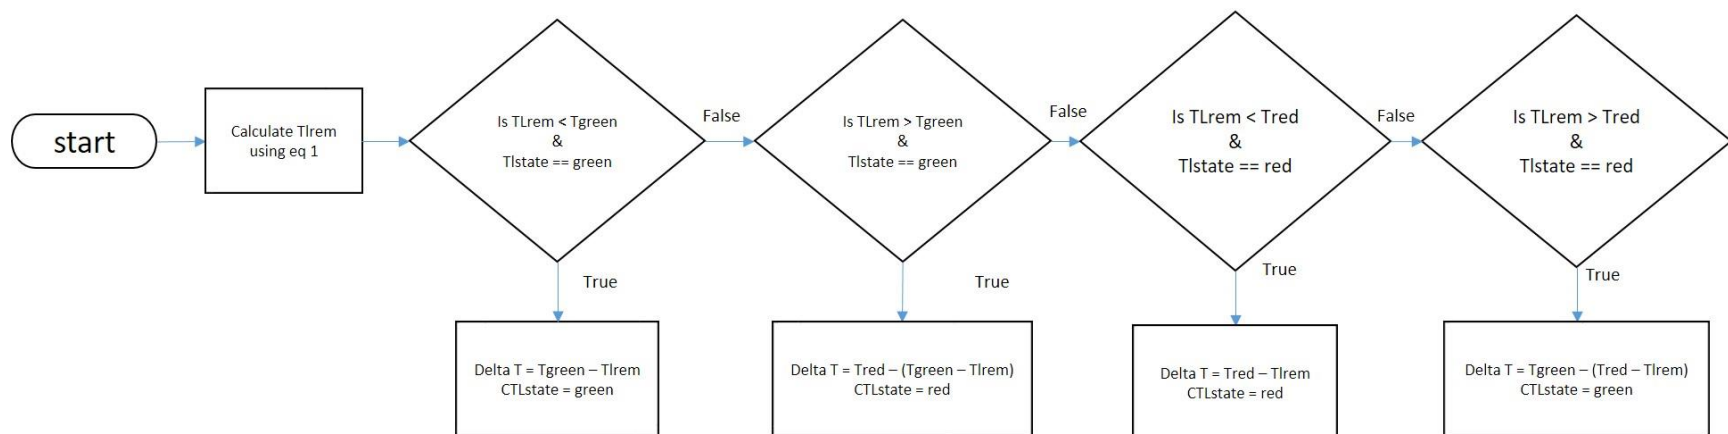 start
Calculate Tlrem
using eq 1
Is TLrem < Tgreen
&
Tlstate == green
False
True
Delta T = Tgreen – Tlrem
CTLstate = green
Is TLrem > Tgreen
&
Tlstate == green
False
True
Delta T = Tred – (Tgreen – Tlrem)
CTLstate = red
Is TLrem < Tred
&
Tlstate == red
False
True
Delta T = Tred – Tlrem
CTLstate = red
Is TLrem > Tred
&
Tlstate == red
True
Delta T = Tgreen – (Tred – Tlrem)
CTLstate = green